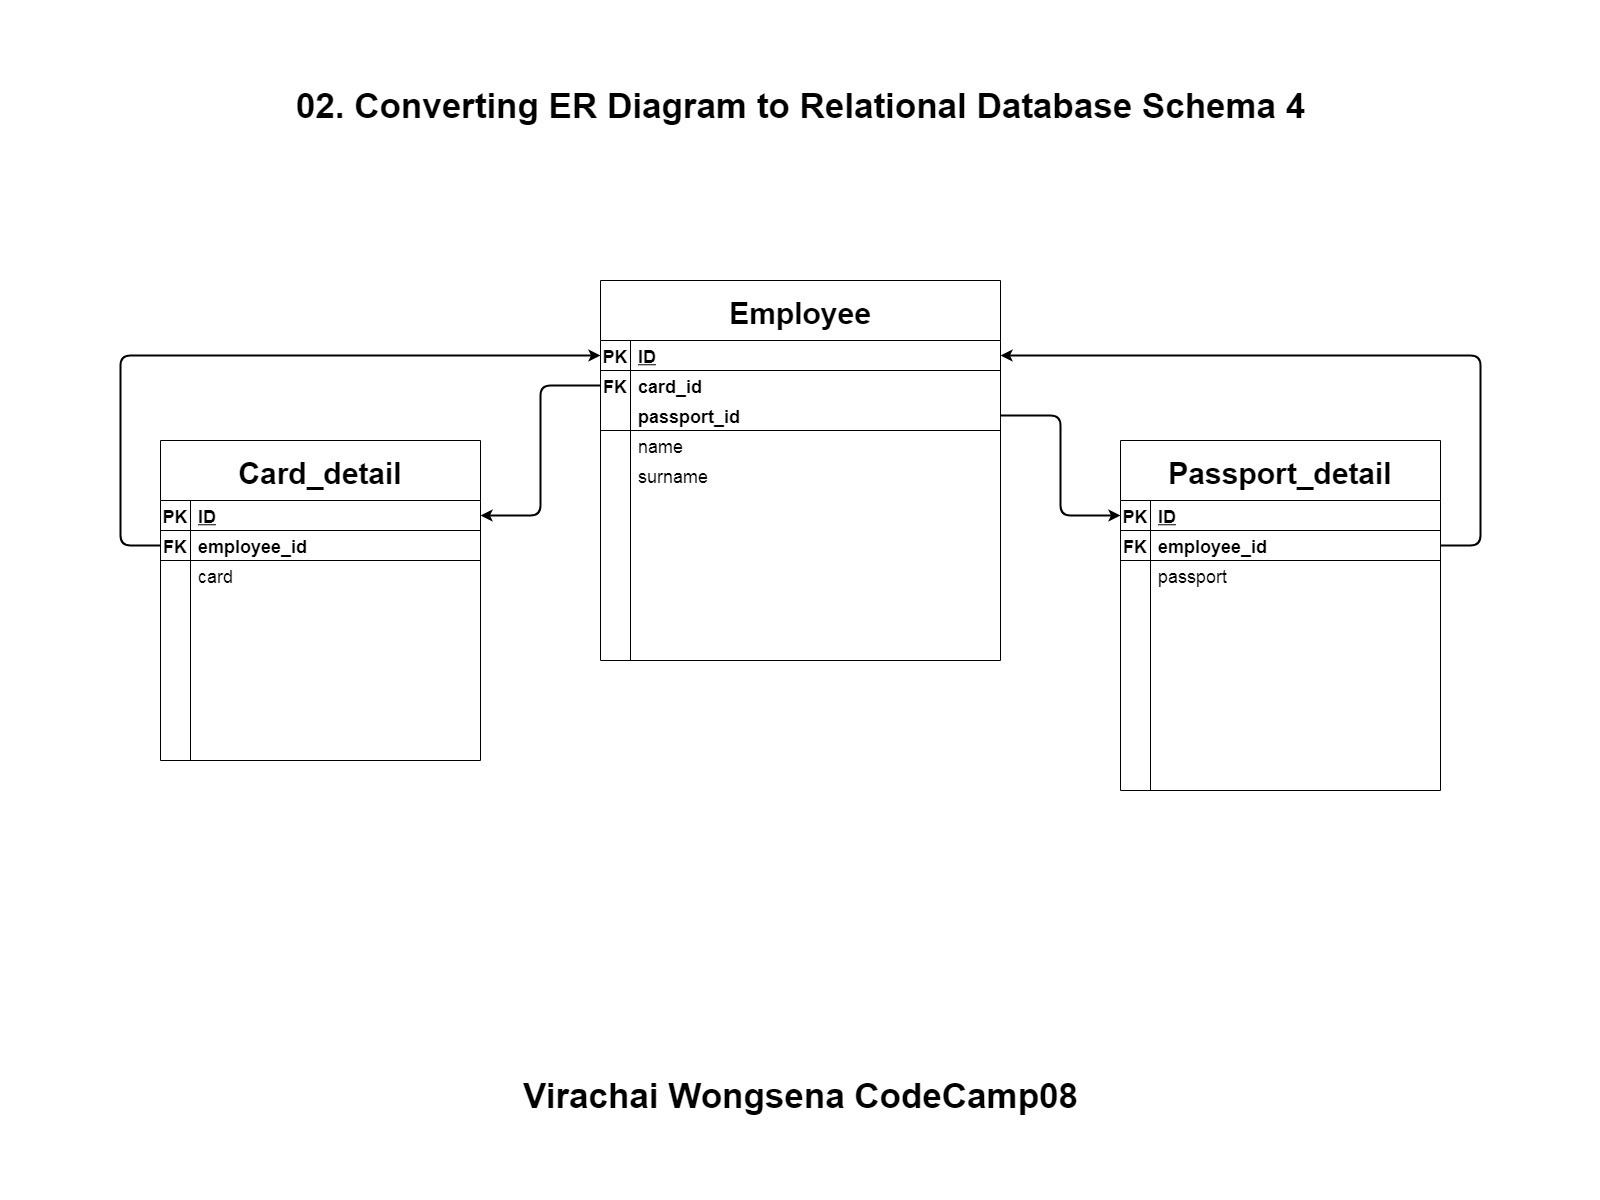 02. Converting ER Diagram to Relational Database Schema 4
Employee
PK ID
FK card_id
passport_id
name
surname
Card_detail
PK ID
FK employee_id
card
Passport_detail
PK ID
FK employee_id
passport
Virachai Wongsena CodeCamp08